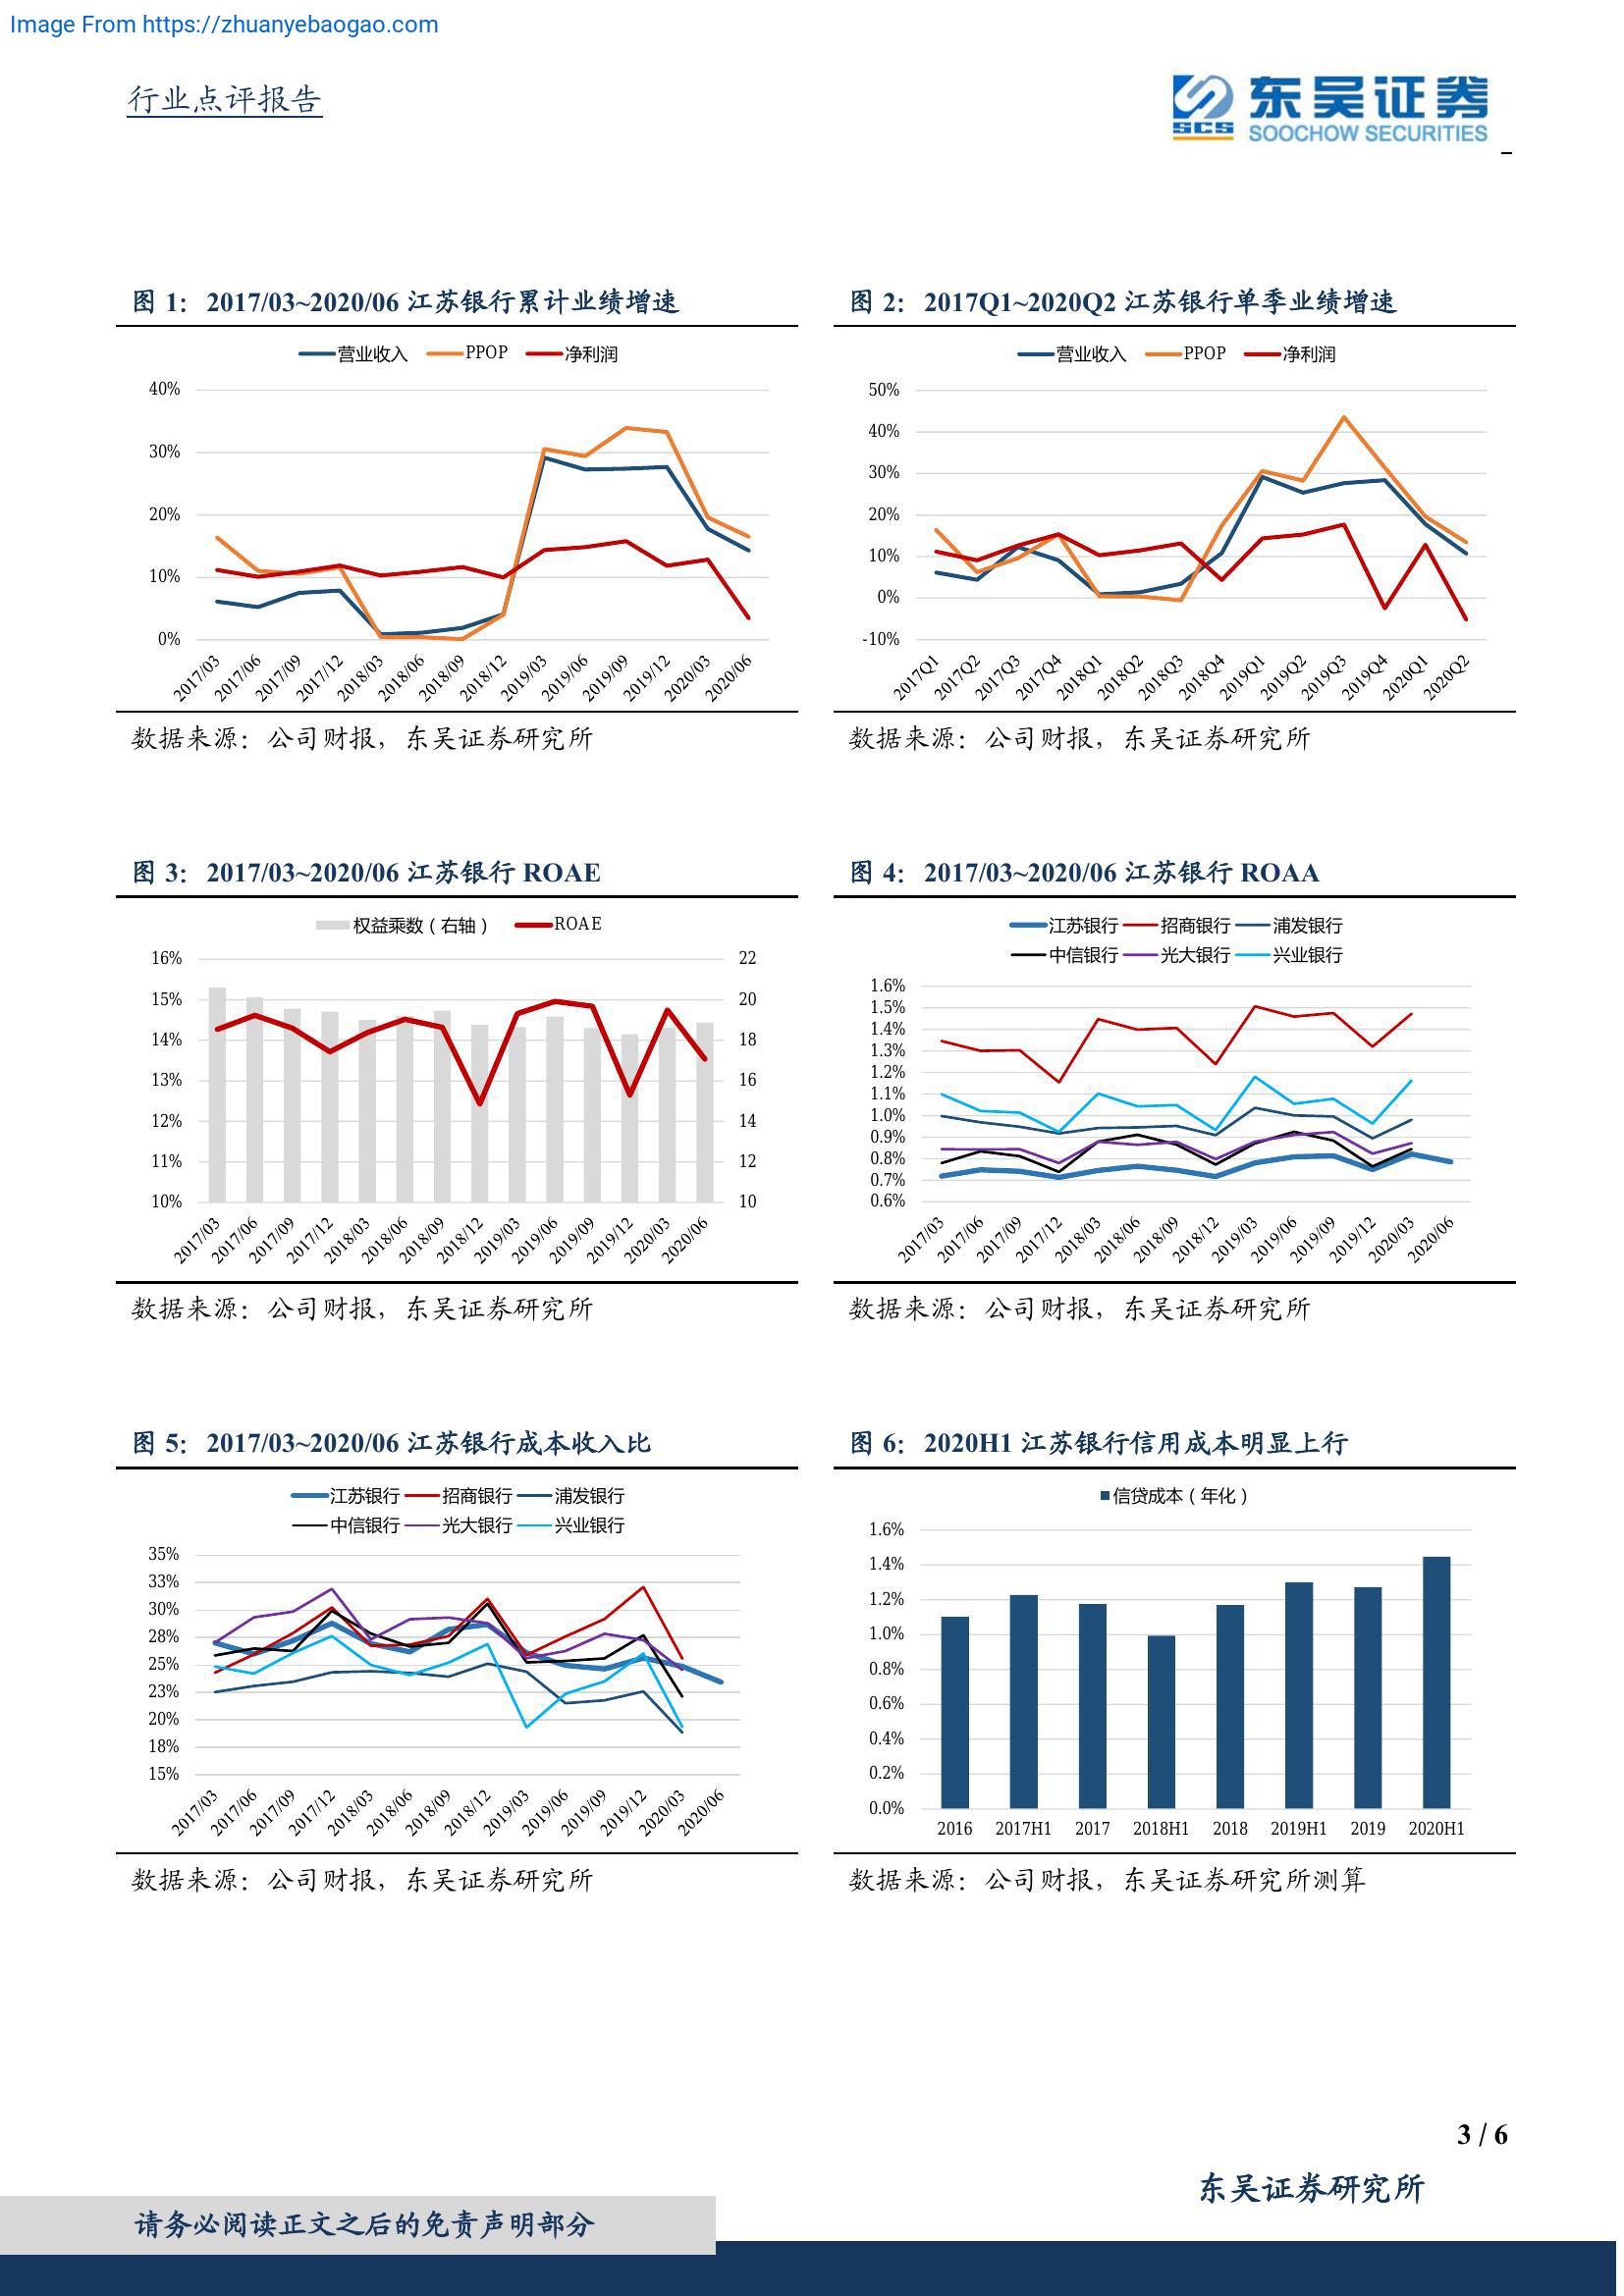 Image From https://zhuanyebaogao.com
行业点评报告
SCS
东吴证券
SOOCHOW SECURITIES
图 1: 2017/03~2020/06 江苏银行累计业绩增速
营业收入 PPOP 净利润
40%
30%
20%
10%
0%
2017/03 2017/06 2017/09 2017/12 2018/03 2018/06 2018/09 2018/12 2019/03 2019/06 2019/09 2019/12 2020/03 2020/06
数据来源:公司财报,东吴证券研究所
图 2: 2017Q1~2020Q2 江苏银行单季业绩增速
营业收入 PPOP 净利润
50%
40%
30%
20%
10%
0%
-10%
2017Q1 2017Q2 2017Q3 2017Q4 2018Q1 2018Q2 2018Q3 2018Q4 2019Q1 2019Q2 2019Q3 2019Q4 2020Q1 2020Q2
数据来源:公司财报,东吴证券研究所
图 3: 2017/03~2020/06 江苏银行 ROAE
权益乘数(右轴) ROAE
16% 22
15% 20
14% 18
13% 16
12% 14
11% 12
10% 10
2017/03 2017/06 2017/09 2017/12 2018/03 2018/06 2018/09 2018/12 2019/03 2019/06 2019/09 2019/12 2020/03 2020/06
数据来源:公司财报,东吴证券研究所
图 4: 2017/03~2020/06 江苏银行 ROAA
江苏银行 招商银行 浦发银行
中信银行 光大银行 兴业银行
1.6%
1.5%
1.4%
1.3%
1.2%
1.1%
1.0%
0.9%
0.8%
0.7%
0.6%
2017/03 2017/06 2017/09 2017/12 2018/03 2018/06 2018/09 2018/12 2019/03 2019/06 2019/09 2019/12 2020/03 2020/06
数据来源:公司财报,东吴证券研究所
图 5: 2017/03~2020/06 江苏银行成本收入比
江苏银行 招商银行 浦发银行
中信银行 光大银行 兴业银行
35%
33%
30%
28%
25%
23%
20%
18%
15%
2017/03 2017/06 2017/09 2017/12 2018/03 2018/06 2018/09 2018/12 2019/03 2019/06 2019/09 2019/12 2020/03 2020/06
数据来源:公司财报,东吴证券研究所
图 6: 2020H1 江苏银行信用成本明显上行
信贷成本(年化)
1.6%
1.4%
1.2%
1.0%
0.8%
0.6%
0.4%
0.2%
0.0%
2016 2017H1 2017 2018H1 2018 2019H1 2019 2020H1
数据来源:公司财报,东吴证券研究所测算
3 / 6
东吴证券研究所
请务必阅读正文之后的免责声明部分